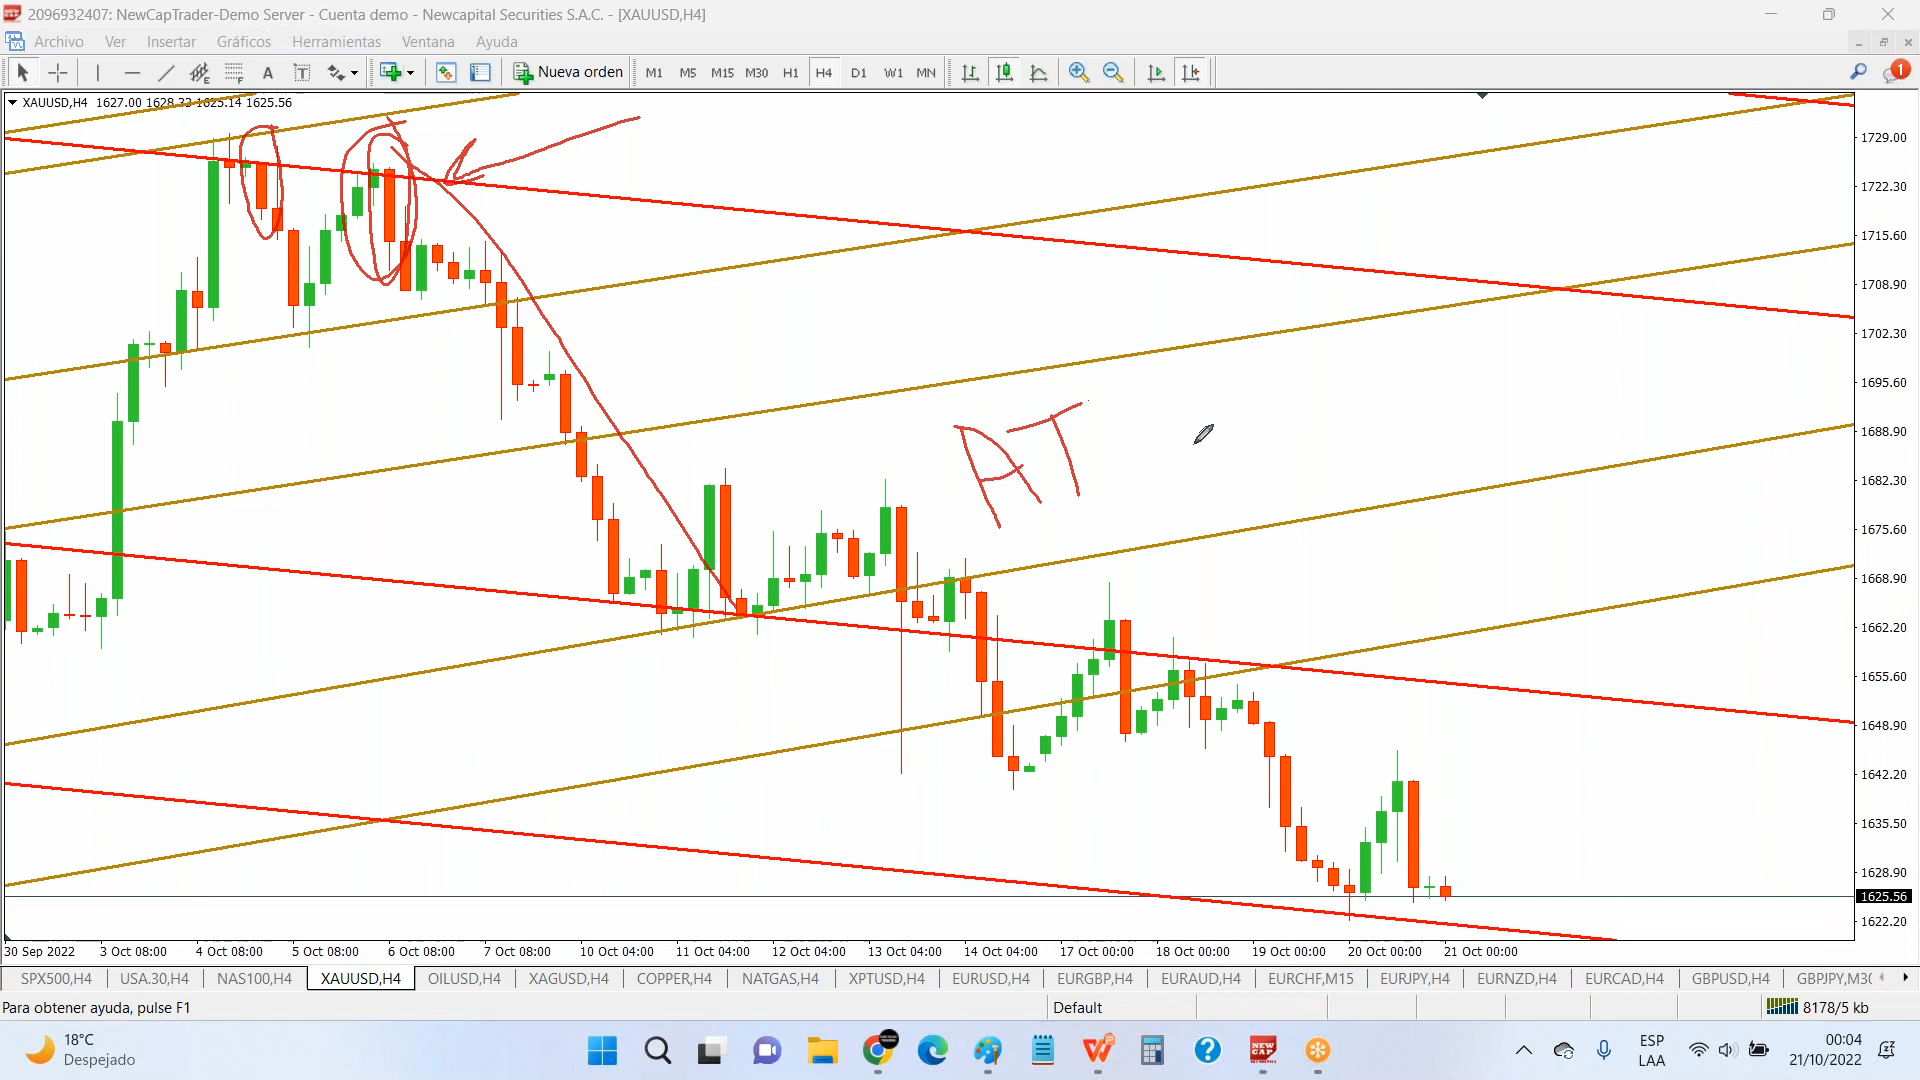 2096932407: NewCapTrader-Demo Server - Cuenta demo - Newcapital Securities S.A.C. - [XAUUSD,H4]
Archivo Ver Insertar Gráficos Herramientas Ventana Ayuda
Nueva orden M1 M5 M15 M30 H1 H4 D1 W1 MN 1
XAUUSD,H4 1627.00 1628.32 1625.14 1625.56
1729.00
1722.30
1715.60
1708.90
1702.30
1695.60
AT
1688.90
1682.30
1675.60
1668.90
1662.20
1655.60
1648.90
1642.20
1635.50
1628.90
1625.56
1622.20
30 Sep 2022 3 Oct 08:00 4 Oct 08:00 5 Oct 08:00 6 Oct 08:00 7 Oct 08:00 10 Oct 04:00 11 Oct 04:00 12 Oct 04:00 13 Oct 04:00 14 Oct 04:00 17 Oct 00:00 18 Oct 00:00 19 Oct 00:00 20 Oct 00:00 21 Oct 00:00
SPX500,H4 USA.30,H4 NAS100,H4 XAUUSD,H4 OILUSD,H4 XAGUSD,H4 COPPER,H4 NATGAS,H4 XPTUSD,H4 EURUSD,H4 EURGBP,H4 EURAUD,H4 EURCHF,M15 EURJPY,H4 EURNZD,H4 EURCAD,H4 GBPUSD,H4 GBPJPY,M30
Para obtener ayuda, pulse F1 Default 8178/5 kb
18°C
Despejado
NEW CAP
ESP
LAA
00:04
21/10/2022